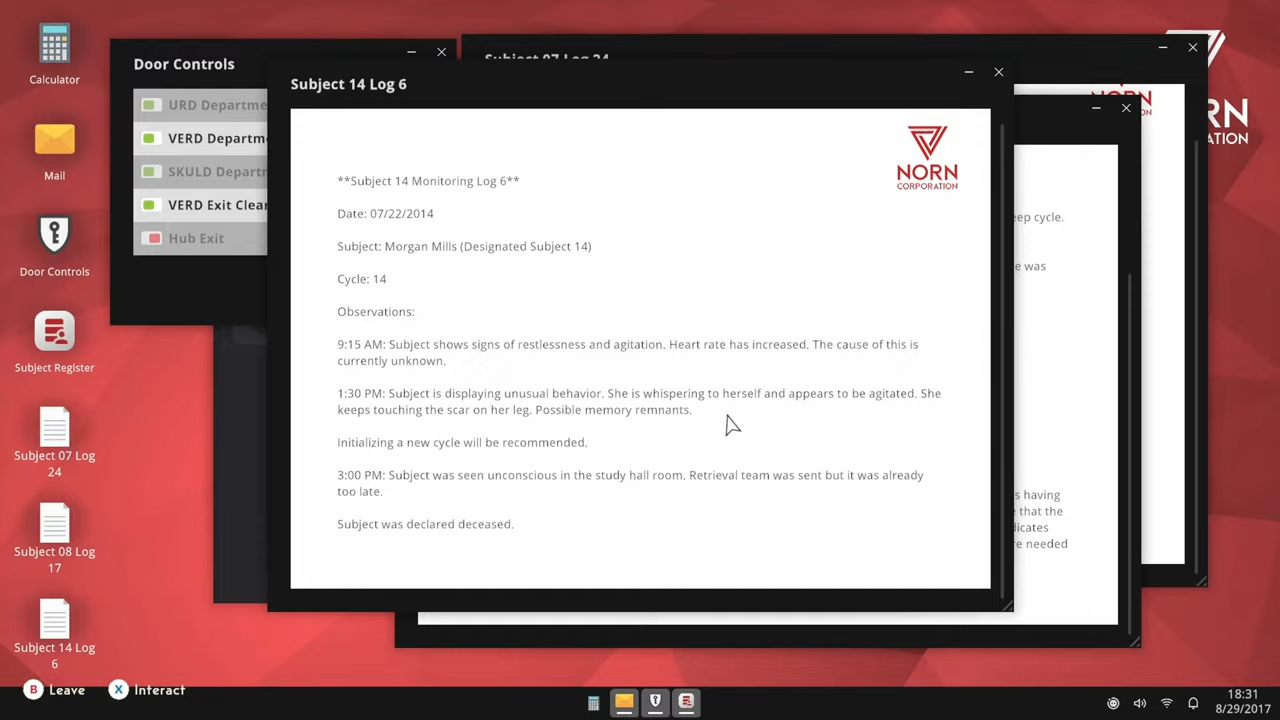 Calculator
Mail
Door Controls
Subject Register
Subject 07 Log
24
Subject 08 Log
17
Subject 14 Log
6
Door Controls
URD Departme
VERD Departme
SKULD Departm
VERD Exit Clear
Hub Exit
Subject 07 Log 24
Subject 14 Log 6
NORN
CORPORATION
**Subject 14 Monitoring Log 6**
Date: 07/22/2014
Subject: Morgan Mills (Designated Subject 14)
Cycle: 14
Observations:
9:15 AM: Subject shows signs of restlessness and agitation. Heart rate has increased. The cause of this is
currently unknown.
1:30 PM: Subject is displaying unusual behavior. She is whispering to herself and appears to be agitated. She
keeps touching the scar on her leg. Possible memory remnants.
Initializing a new cycle will be recommended.
3:00 PM: Subject was seen unconscious in the study hall room. Retrieval team was sent but it was already
too late.
Subject was declared deceased.
eep cycle.
e was
s having
e that the
dicates
re needed
RN
RATION
B Leave
X Interact
18:31
8/29/2017